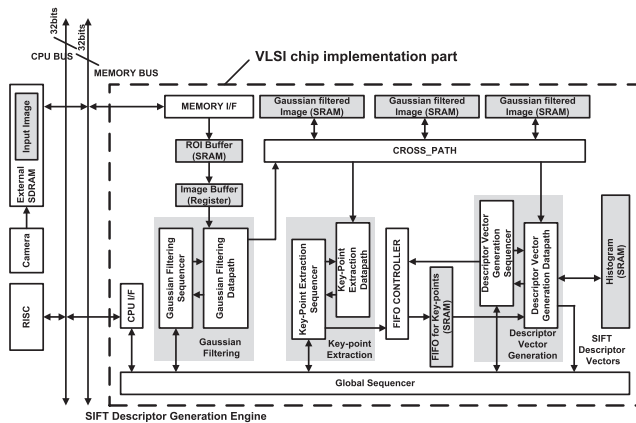 32bits
CPU BUS
32bits
MEMORY BUS
VLSI chip implementation part
Input Image
External
SDRAM
Camera
RISC
MEMORY I/F
ROI Buffer
(SRAM)
Image Buffer
(Register)
Gaussian filtered
Image (SRAM)
Gaussian filtered
Image (SRAM)
Gaussian filtered
Image (SRAM)
CROSS_PATH
CPU I/F
Gaussian Filtering
Sequencer
Gaussian Filtering
Datapath
Gaussian
Filtering
Key-Point Extraction
Sequencer
Key-Point
Extraction
Datapath
Key-point
Extraction
FIFO CONTROLLER
FIFO for Key-points
(SRAM)
Descriptor Vector
Generation
Sequencer
Descriptor Vector
Generation Datapath
Descriptor
Vector
Generation
Histogram
(SRAM)
SIFT
Descriptor
Vectors
Global Sequencer
SIFT Descriptor Generation Engine